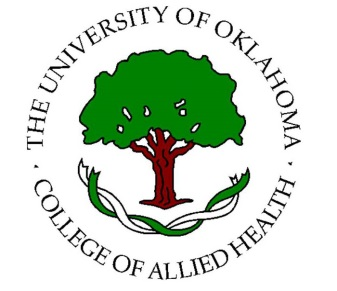 THE UNIVERSITY OF OKLAHOMA
COLLEGE OF ALLIED HEALTH